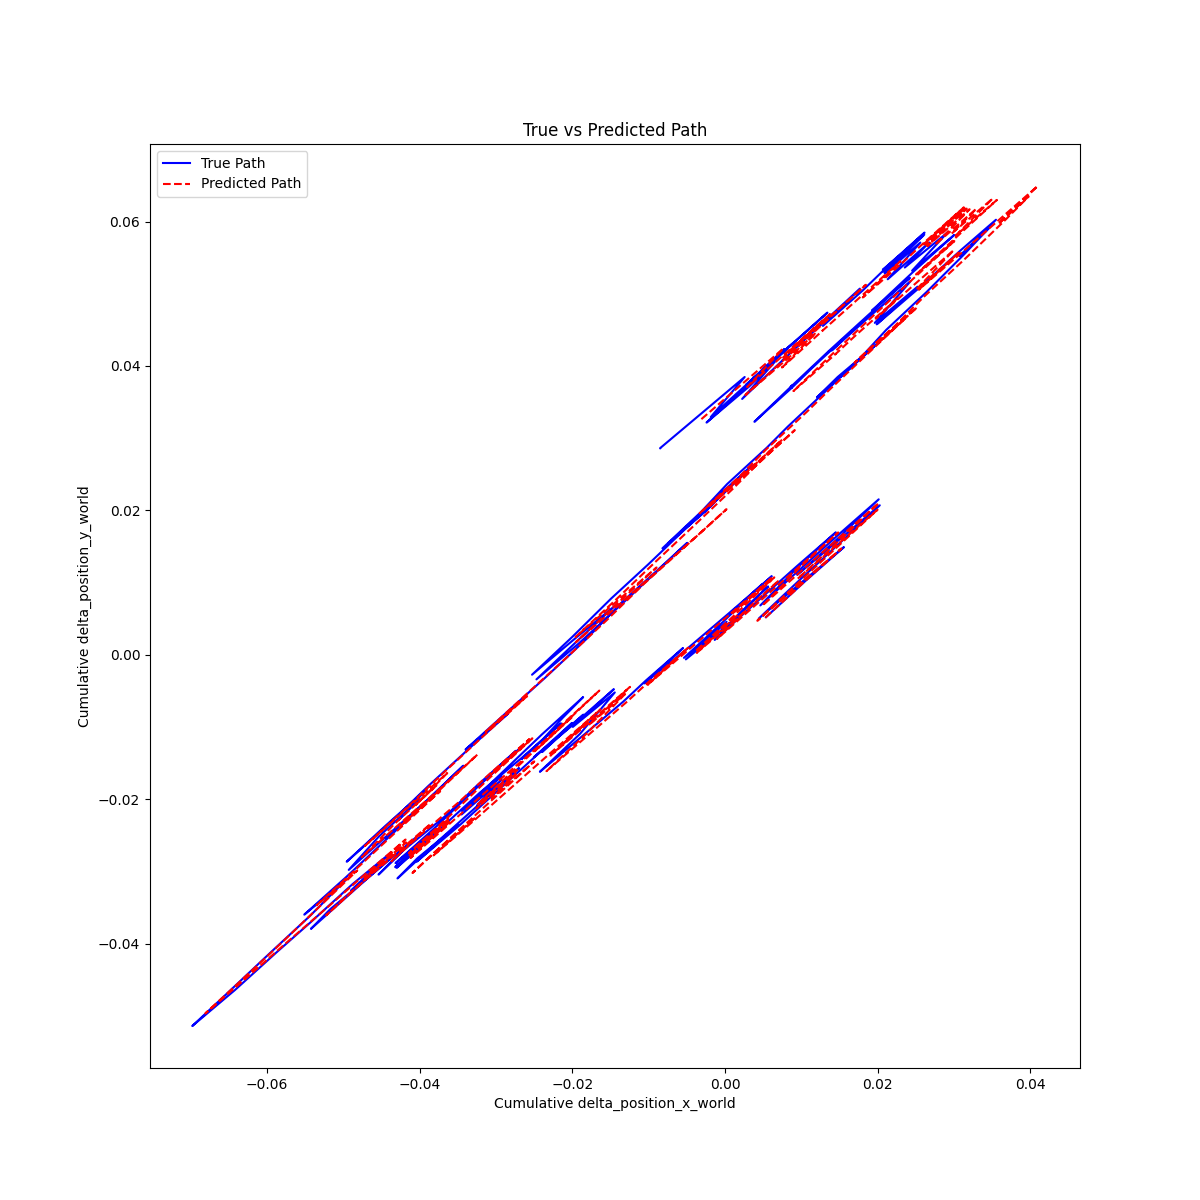 True vs Predicted Path
True Path
Predicted Path
0.06
0.04
0.02
0.00
−0.02
−0.04
Cumulative delta_position_y_world
−0.06
−0.04
−0.02
0.00
0.02
0.04
Cumulative delta_position_x_world